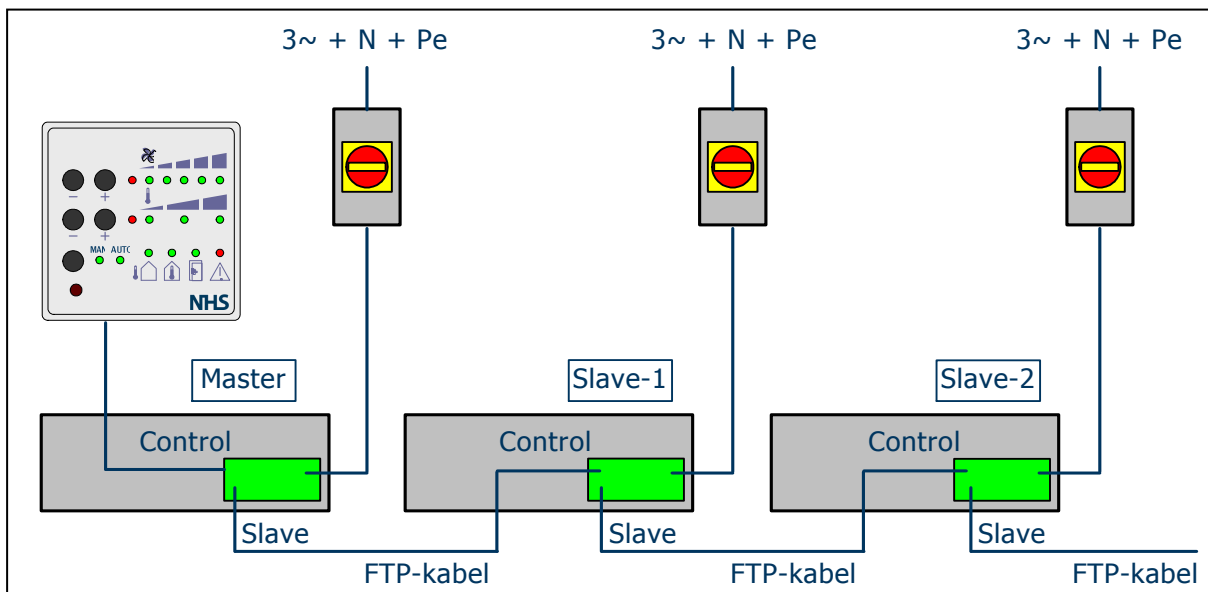 3~ + N + Pe
3~ + N + Pe
3~ + N + Pe
− +
− +
MAN AUTO
NHS
Master
Slave-1
Slave-2
Control
Control
Control
Slave
Slave
Slave
FTP-kabel
FTP-kabel
FTP-kabel